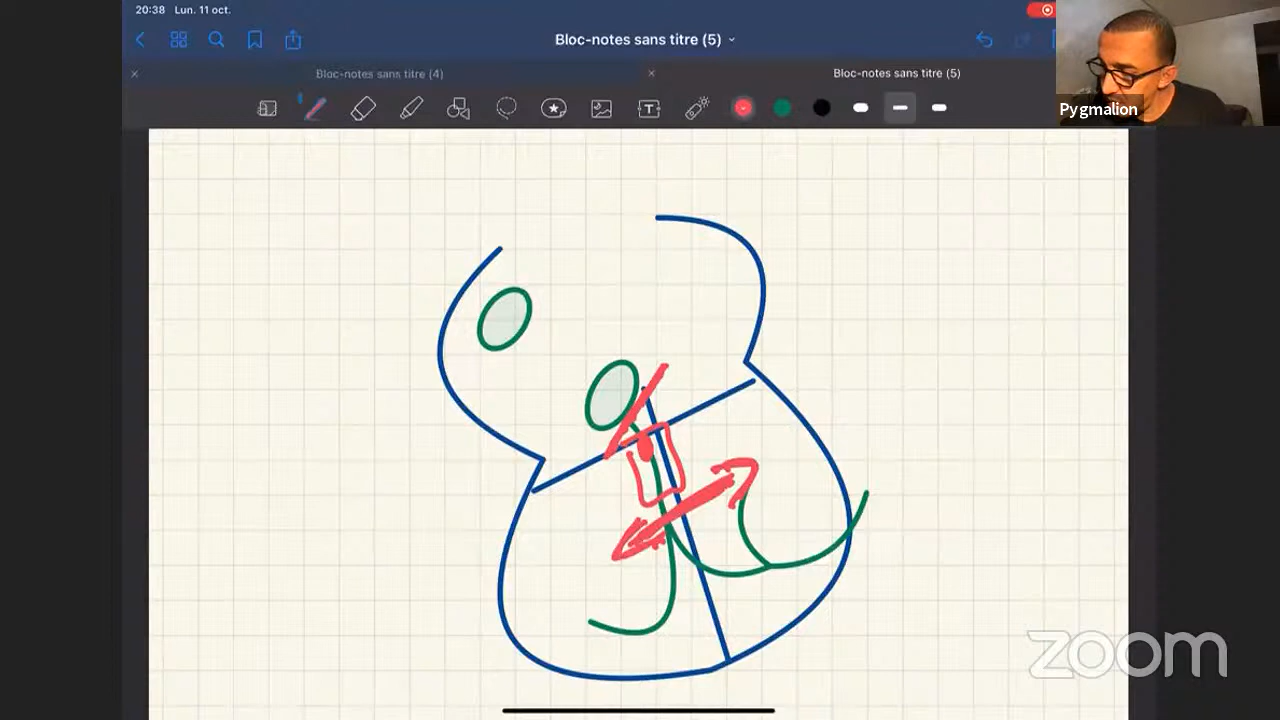 20:38 Lun. 11 oct.
Bloc-notes sans titre (5)
Bloc-notes sans titre (4)
Bloc-notes sans titre (5)
T
Pygmalion
zoom